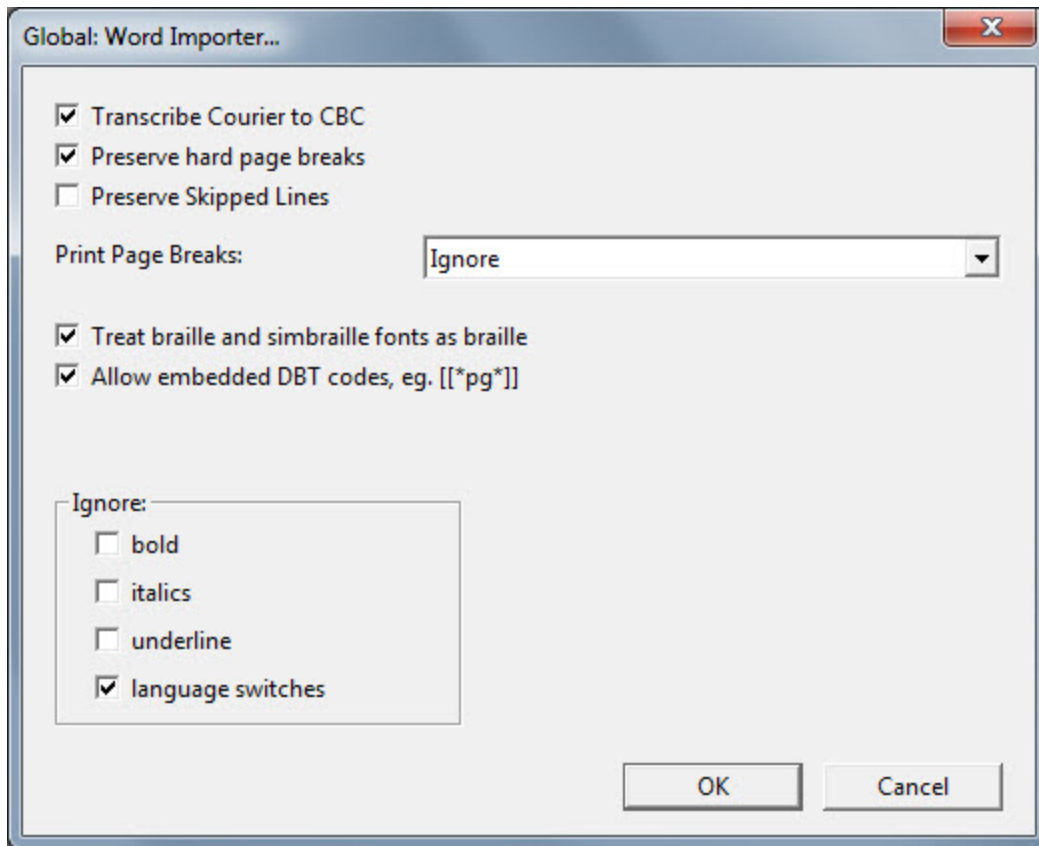 Global: Word Importer...
Transcribe Courier to CBC
Preserve hard page breaks
Preserve Skipped Lines
Print Page Breaks: Ignore
Treat braille and simbraille fonts as braille
Allow embedded DBT codes, eg. [[*pg*]]
Ignore:
bold
italics
underline
language switches
OK Cancel